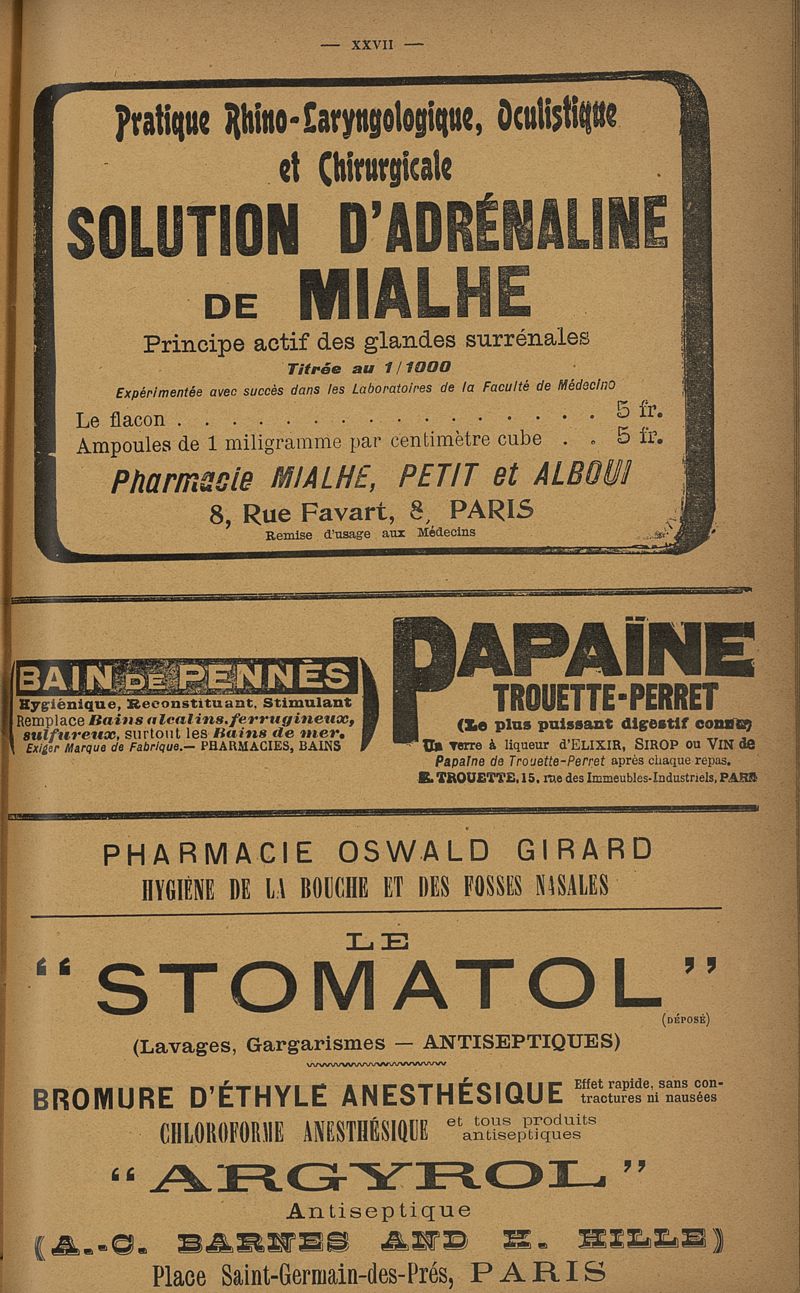 — XXVII —
Pratique Rhino-Laryngologique, Oculistique
et Chirurgicale
SOLUTION D'ADRÉNALINE
DE MIALHE
Principe actif des glandes surrénales
Titrée au 1/1000
Expérimentée avec succès dans les Laboratoires de la Faculté de Médecine
Le flacon . . . . . . . . . . . . . . . . . 5 fr.
Ampoules de 1 miligramme par centimètre cube . . 5 fr.
Pharmacie MIALHE, PETIT et ALBOUI
8, Rue Favart, 8, PARIS
Remise d'usage aux Médecins
BAIN DE PENNÈS
Hygiénique, Reconstituant, Stimulant
Remplace Bains alcalins, ferrugineux,
sulfureux, surtout les Bains de mer.
Exiger Marque de Fabrique.— PHARMACIES, BAINS
PAPAÏNE
TROUETTE-PERRET
(Le plus puissant digestif connu)
Un verre à liqueur d'ELIXIR, SIROP ou VIN de
Papaïne de Trouette-Perret après chaque repas.
E. TROUETTE, 15, rue des Immeubles-Industriels, PARIS
PHARMACIE OSWALD GIRARD
HYGIÈNE DE LA BOUCHE ET DES FOSSES NASALES
LE
"STOMATOL"
(DÉPOSÉ)
(Lavages, Gargarismes — ANTISEPTIQUES)
BROMURE D'ÉTHYLE ANESTHÉSIQUE Effet rapide, sans con-
tractures ni nausées
CHLOROFORME ANESTHÉSIQUE et tous produits
antiseptiques
"ARGYROL"
Antiseptique
(A.-C. BARNES AND H. HILLE)
Place Saint-Germain-des-Prés, PARIS